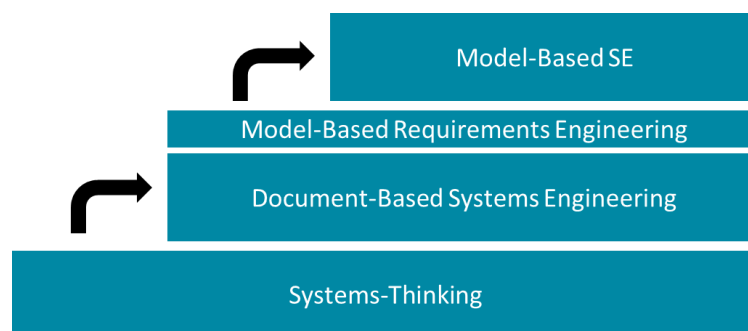 Model-Based SE
Model-Based Requirements Engineering
Document-Based Systems Engineering
Systems-Thinking